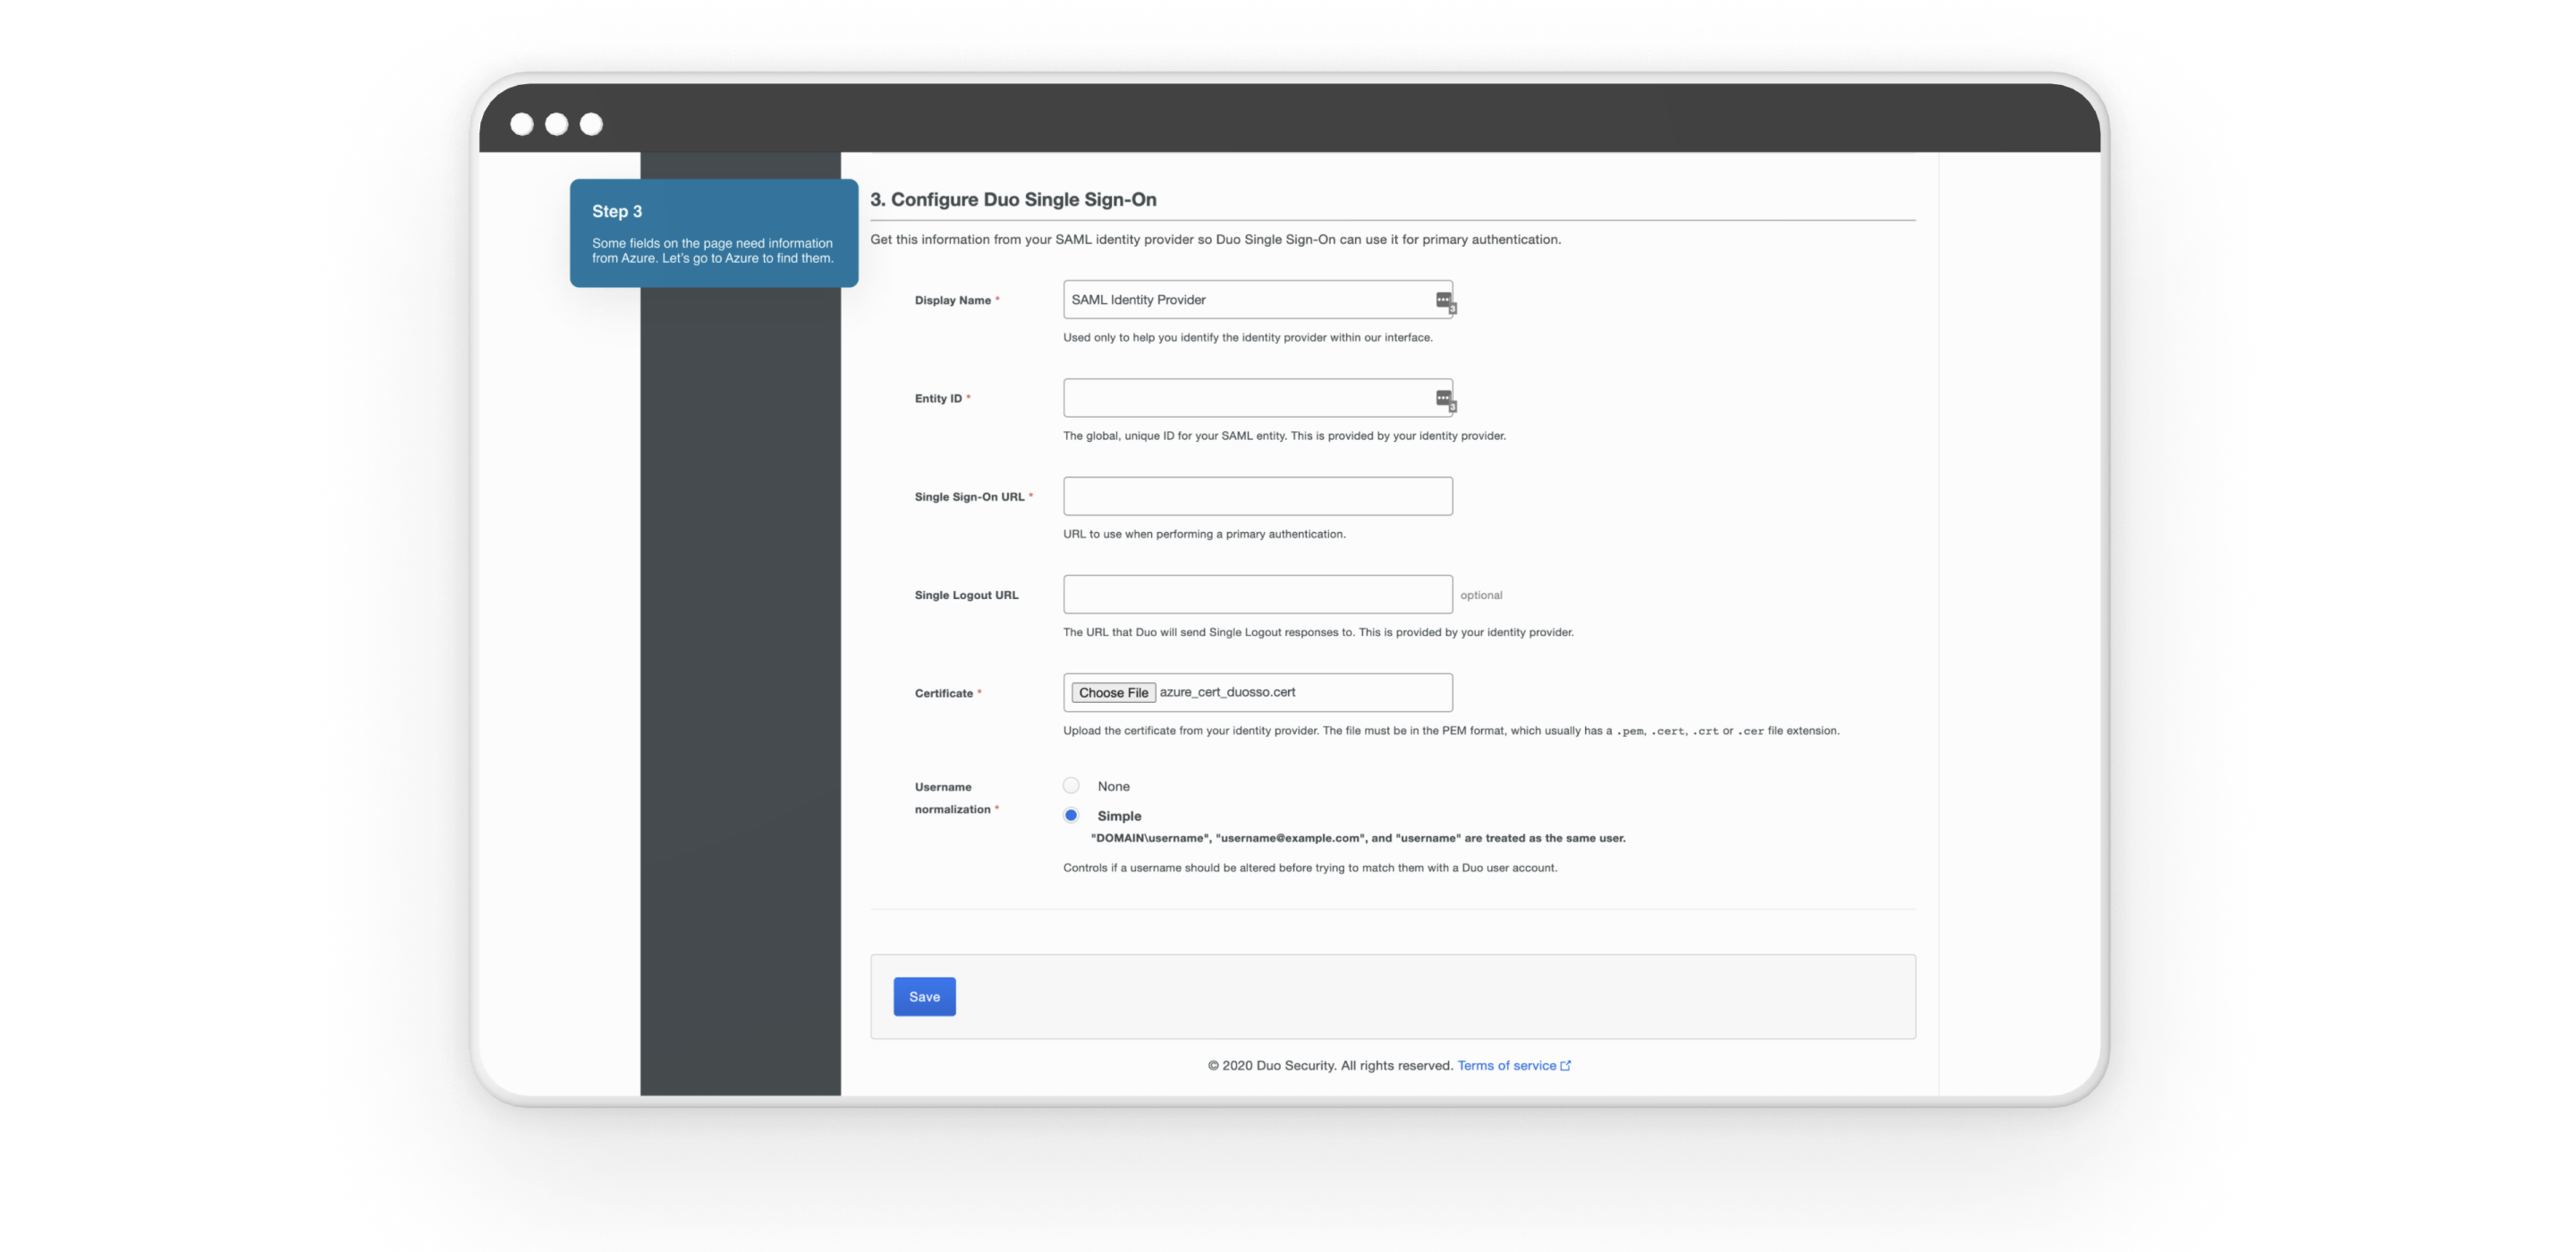 Step 3
Some fields on the page need information
from Azure. Let's go to Azure to find them.
3. Configure Duo Single Sign-On
Get this information from your SAML identity provider so Duo Single Sign-On can use it for primary authentication.
Display Name *
SAML Identity Provider
Used only to help you identify the identity provider within our interface.
Entity ID *
The global, unique ID for your SAML entity. This is provided by your identity provider.
Single Sign-On URL *
URL to use when performing a primary authentication.
Single Logout URL
optional
The URL that Duo will send Single Logout responses to. This is provided by your identity provider.
Certificate *
Choose File azure_cert_duosso.cert
Upload the certificate from your identity provider. The file must be in the PEM format, which usually has a .pem, .cert, .crt or .cer file extension.
Username
normalization *
None
Simple
"DOMAIN\username", "username@example.com", and "username" are treated as the same user.
Controls if a username should be altered before trying to match them with a Duo user account.
Save
© 2020 Duo Security. All rights reserved. Terms of service